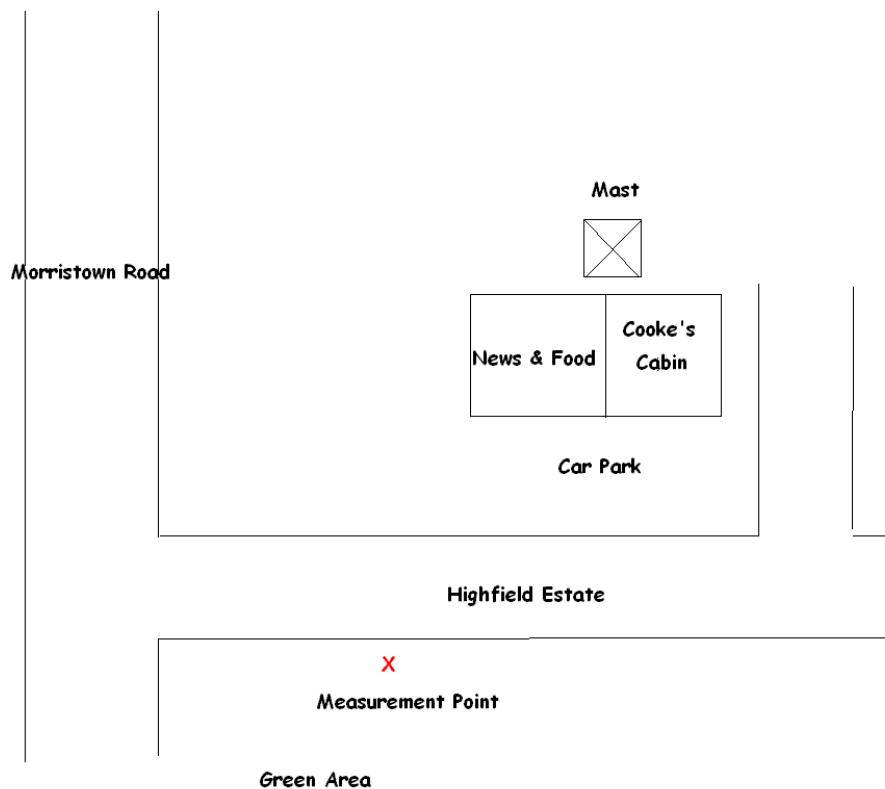 Mast
Morristown Road
Cooke's
Cabin
News & Food
Car Park
Highfield Estate
X
Measurement Point
Green Area